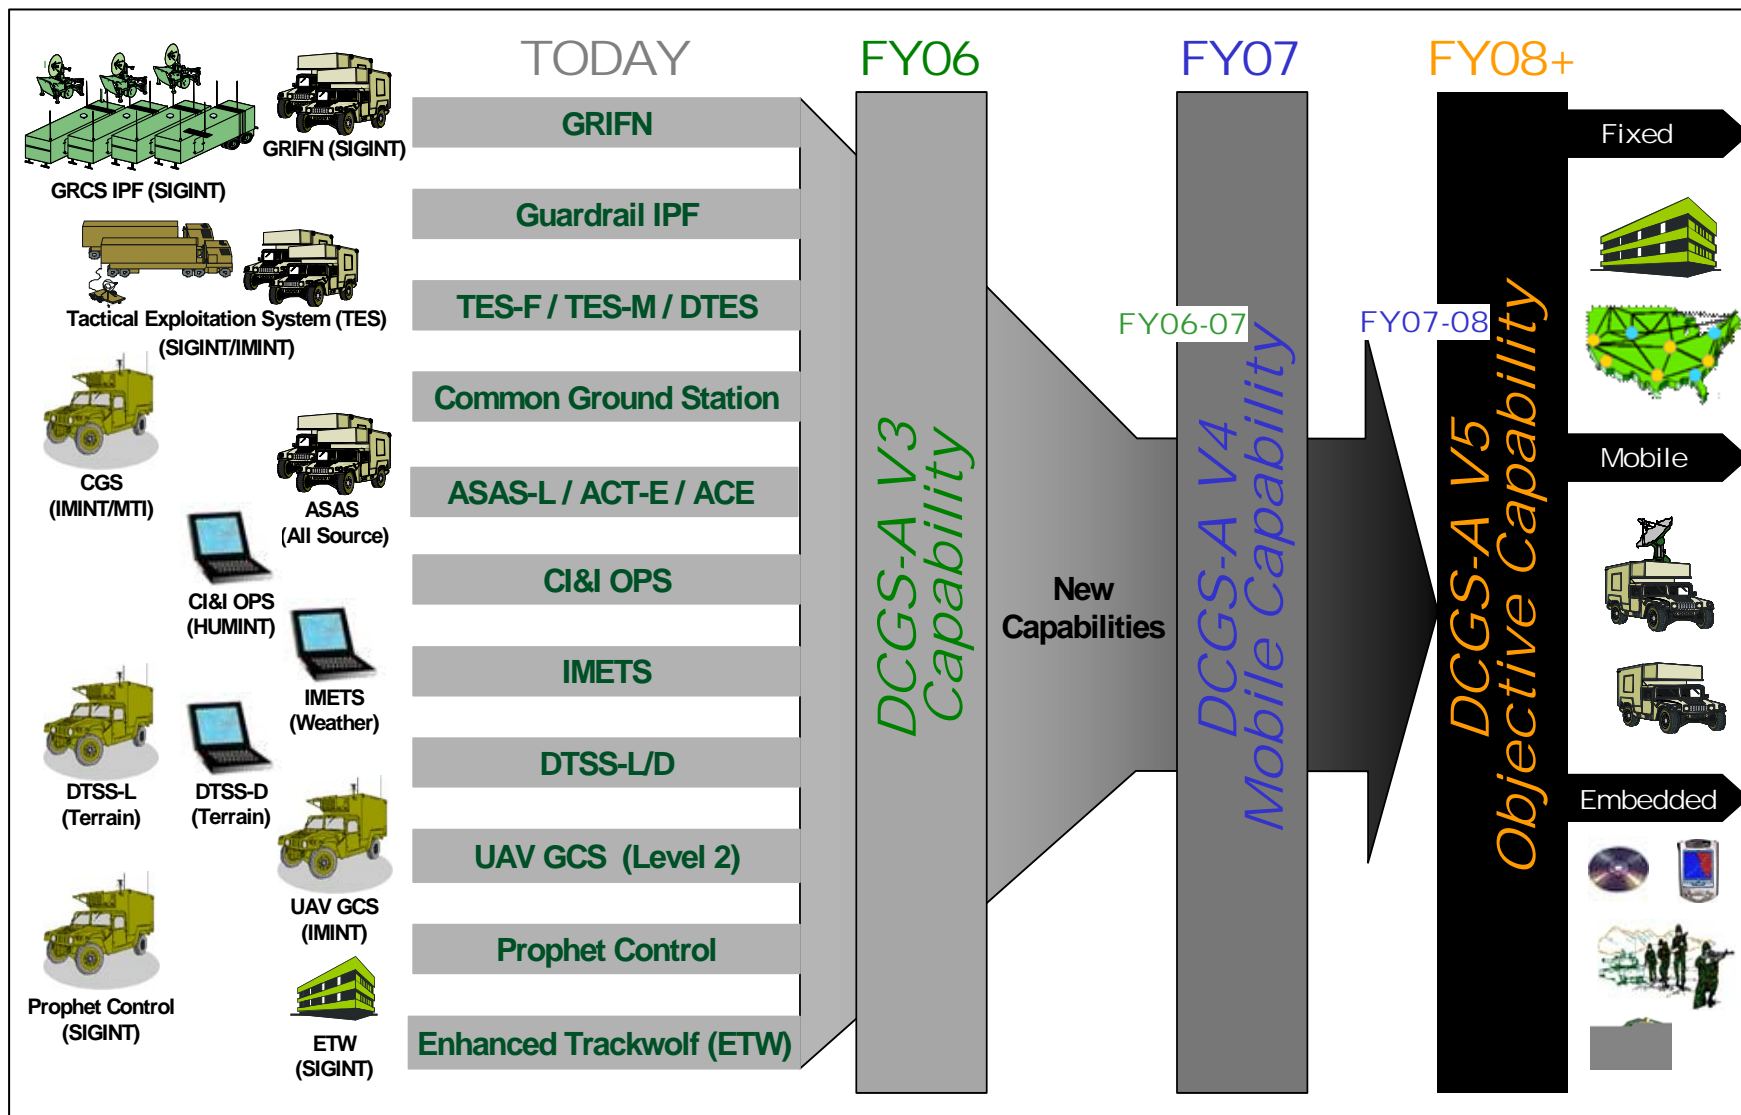 TODAY
FY06
FY07
FY08+
GRIFN (SIGINT)
GRCS IPF (SIGINT)
Tactical Exploitation System (TES)
(SIGINT/IMINT)
CGS
(IMINT/MTI)
ASAS
(All Source)
CI&I OPS
(HUMINT)
IMETS
(Weather)
DTSS-L
(Terrain)
DTSS-D
(Terrain)
UAV GCS
(IMINT)
Prophet Control
(SIGINT)
ETW
(SIGINT)
GRIFN
Guardrail IPF
TES-F / TES-M / DTES
Common Ground Station
ASAS-L / ACT-E / ACE
CI&I OPS
IMETS
DTSS-L/D
UAV GCS (Level 2)
Prophet Control
Enhanced Trackwolf (ETW)
DCGS-A V3
Capability
New
Capabilities
FY06-07
DCGS-A V4
Mobile Capability
FY07-08
DCGS-A V5
Objective Capability
Fixed
Mobile
Embedded